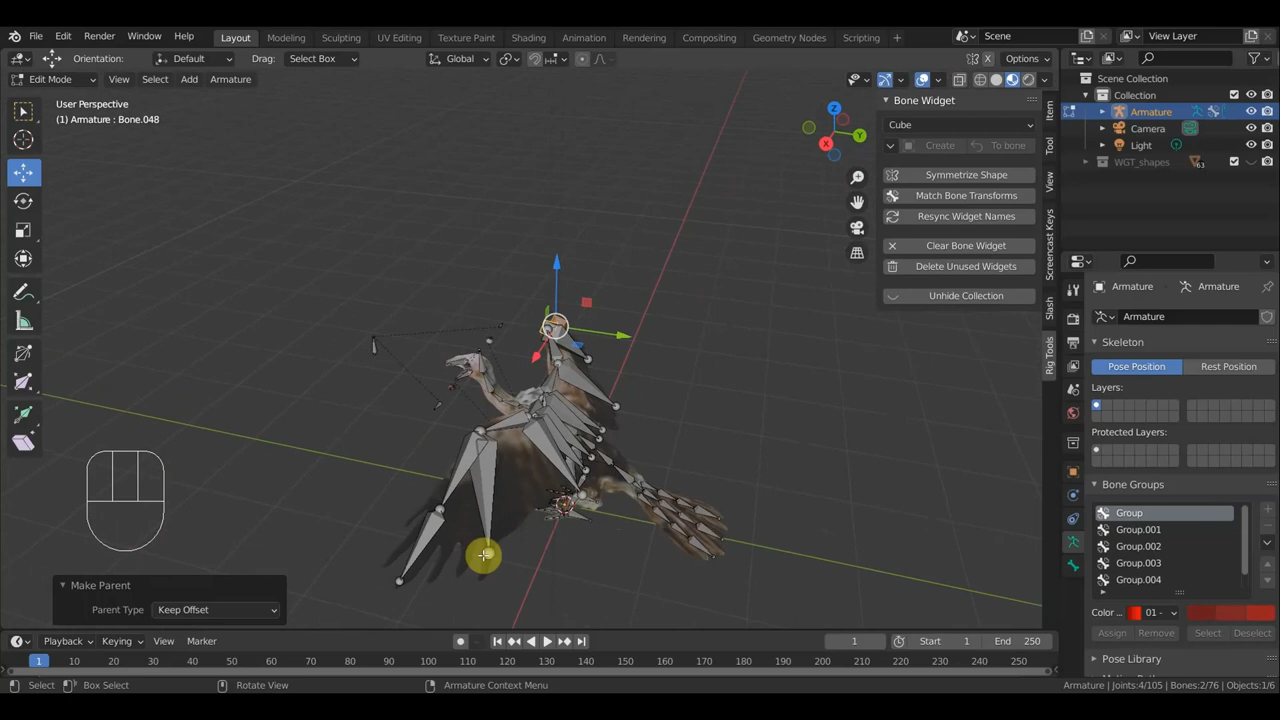 File Edit Render Window Help Layout Modeling Sculpting UV Editing Texture Paint Shading Animation Rendering Compositing Geometry Nodes Scripting + Scene View Layer
Orientation: Default Drag: Select Box Global X Options
Edit Mode View Select Add Armature
User Perspective
(1) Armature : Bone.048
Scene Collection
Collection
Armature
Camera
Light
WGT_shapes 63
Z
Y
X
Bone Widget
Cube
Create To bone
Symmetrize Shape
Match Bone Transforms
Resync Widget Names
Clear Bone Widget
Delete Unused Widgets
Unhide Collection
Item
Tool
View
Screencast Keys
Slash
Rig Tools
Armature Armature
Armature
Skeleton
Pose Position Rest Position
Layers:
Protected Layers:
Bone Groups
Group
Group.001
Group.002
Group.003
Group.004
Color ... 01 -
Assign Remove Select Deselect
Pose Library
Make Parent
Parent Type Keep Offset
Playback Keying View Marker 1 Start 1 End 250
1 10 20 30 40 50 60 70 80 90 100 110 120 130 140 150 160 170 180 190 200 210 220 230 240 250
Select Box Select Rotate View Armature Context Menu Armature | Joints:4/105 | Bones:2/76 | Objects:1/6